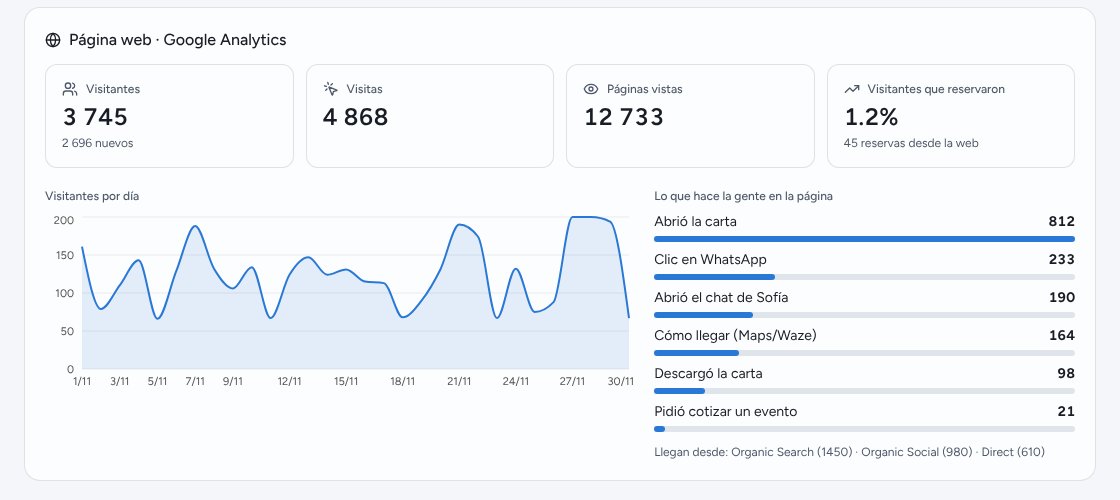 Página web · Google Analytics
Visitantes
3 745
2 696 nuevos
Visitas
4 868
Páginas vistas
12 733
Visitantes que reservaron
1.2%
45 reservas desde la web
Visitantes por día
200
150
100
50
0
1/11 3/11 5/11 7/11 9/11 12/11 15/11 18/11 21/11 24/11 27/11 30/11
Lo que hace la gente en la página
Abrió la carta 812
Clic en WhatsApp 233
Abrió el chat de Sofía 190
Cómo llegar (Maps/Waze) 164
Descargó la carta 98
Pidió cotizar un evento 21
Llegan desde: Organic Search (1450) · Organic Social (980) · Direct (610)